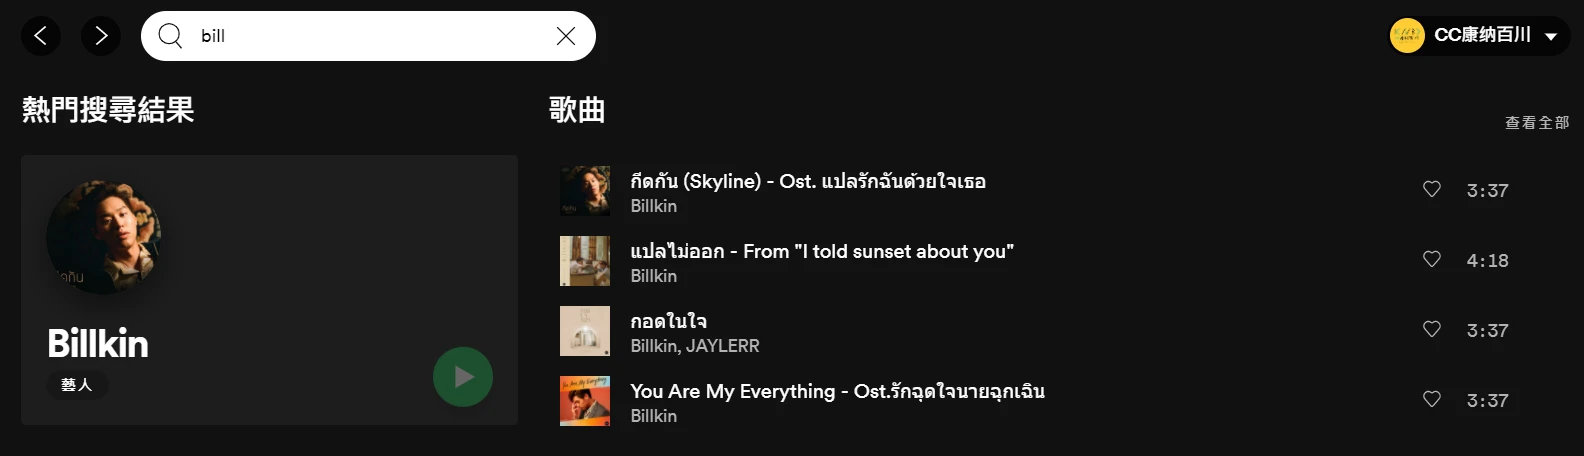 bill
CC康纳百川
熱門搜尋結果
Billkin
藝人
歌曲
查看全部
กีดกัน (Skyline) - Ost. แปลรักฉันด้วยใจเธอ
Billkin
3:37
แปลไม่ออก - From "I told sunset about you"
Billkin
4:18
กอดในใจ
Billkin, JAYLERR
3:37
You Are My Everything - Ost.รักฉุดใจนายฉุกเฉิน
Billkin
3:37